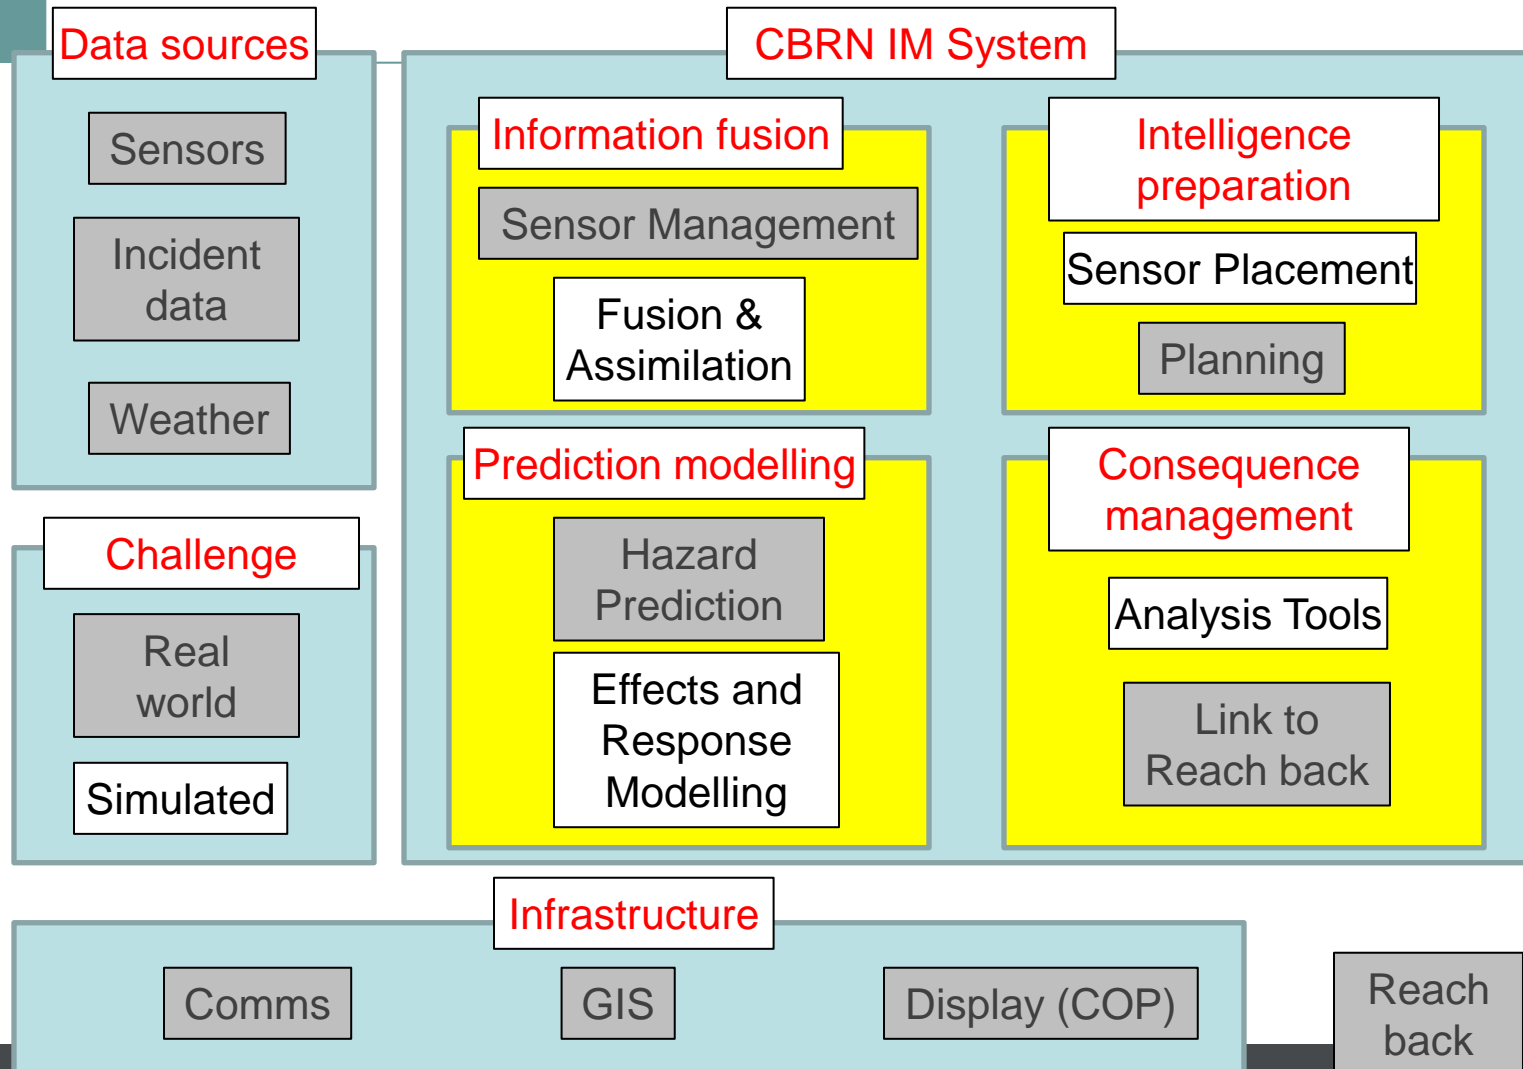 Data sources
Sensors
Incident
data
Weather
Challenge
Real
world
Simulated
CBRN IM System
Information fusion
Sensor Management
Fusion &
Assimilation
Intelligence
preparation
Sensor Placement
Planning
Prediction modelling
Hazard
Prediction
Effects and
Response
Modelling
Consequence
management
Analysis Tools
Link to
Reach back
Infrastructure
Comms
GIS
Display (COP)
Reach
back